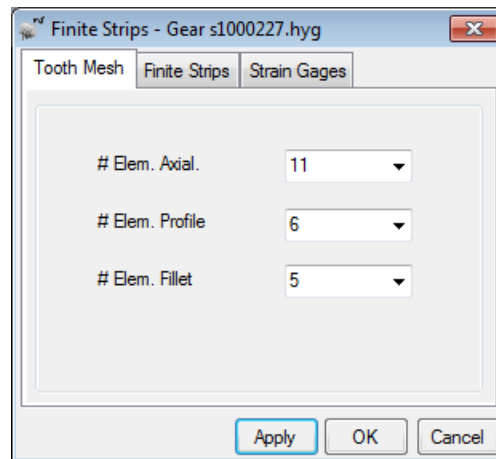 Finite Strips - Gear s1000227.hyg
Tooth Mesh Finite Strips Strain Gages
# Elem. Axial. 11
# Elem. Profile 6
# Elem. Fillet 5
Apply OK Cancel